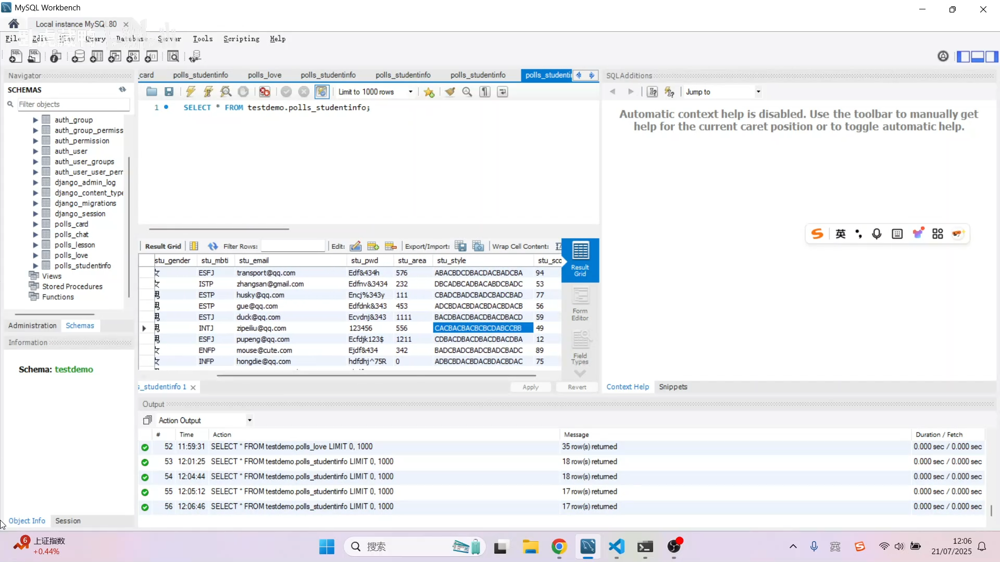 MySQL Workbench
Local instance MySQL80
File Edit View Query Database Server Tools Scripting Help
Navigator
SCHEMAS
Filter objects
auth_group
auth_group_permiss
auth_permission
auth_user
auth_user_groups
auth_user_user_perr
django_admin_log
django_content_type
django_migrations
django_session
polls_card
polls_chat
polls_lesson
polls_love
polls_studentinfo
Views
Stored Procedures
Functions
Administration Schemas
Information
Schema: testdemo
Object Info Session
_card polls_studentinfo polls_love polls_studentinfo polls_studentinfo polls_studentinfo polls_studenti
Limit to 1000 rows
1 SELECT * FROM testdemo.polls_studentinfo;
Result Grid Filter Rows: Edit: Export/Import: Wrap Cell Content:
stu_gender stu_mbti stu_email stu_pwd stu_area stu_style stu_sco
女 ESFJ transport@qq.com Edf&434h 576 ABACBDCDBACDACBADCBA 94
女 ISTP zhangsan@gmail.com Edfnv&3434 232 DBCADBCADBACABDCBADC 53
男 ESTP husky@qq.com Encj%343y 111 CBADCBADCBADCBADCBAD 77
男 ESTP gue@qq.com Edfdnk&343 453 ADCBDACBDACBDACBDACB 56
男 ESTJ duck@qq.com Ecvdnj&343 1111 BACDBACDBACDBACDBACD 59
男 INTJ zipeiliu@qq.com 123456 556 CACBACBACBCBCDABCCBB 49
男 ESFJ pupeng@qq.com Ecfdjk123$ 1211 CDBACDBACDBACDBACDBA 12
女 ENFP mouse@cute.com Ejdf&434 342 BADCBADCBADCBADCBADC 89
女 INFP hongdie@qq.com hdfdhj^75R 0 ADBCBDACBDACBDACBDAC 75
Result
Grid
Form
Editor
Field
Types
s_studentinfo 1
Apply Revert
SQLAdditions
Jump to
Automatic context help is disabled. Use the toolbar to manually get
help for the current caret position or to toggle automatic help.
英
Context Help Snippets
Output
Action Output
# Time Action Message Duration / Fetch
52 11:59:31 SELECT * FROM testdemo.polls_love LIMIT 0, 1000 35 row(s) returned 0.000 sec / 0.000 sec
53 12:01:25 SELECT * FROM testdemo.polls_studentinfo LIMIT 0, 1000 18 row(s) returned 0.000 sec / 0.000 sec
54 12:04:44 SELECT * FROM testdemo.polls_studentinfo LIMIT 0, 1000 18 row(s) returned 0.000 sec / 0.000 sec
55 12:05:12 SELECT * FROM testdemo.polls_studentinfo LIMIT 0, 1000 17 row(s) returned 0.000 sec / 0.000 sec
56 12:06:46 SELECT * FROM testdemo.polls_studentinfo LIMIT 0, 1000 17 row(s) returned 0.000 sec / 0.000 sec
6 上证指数
+0.44%
搜索
英
12:06
21/07/2025